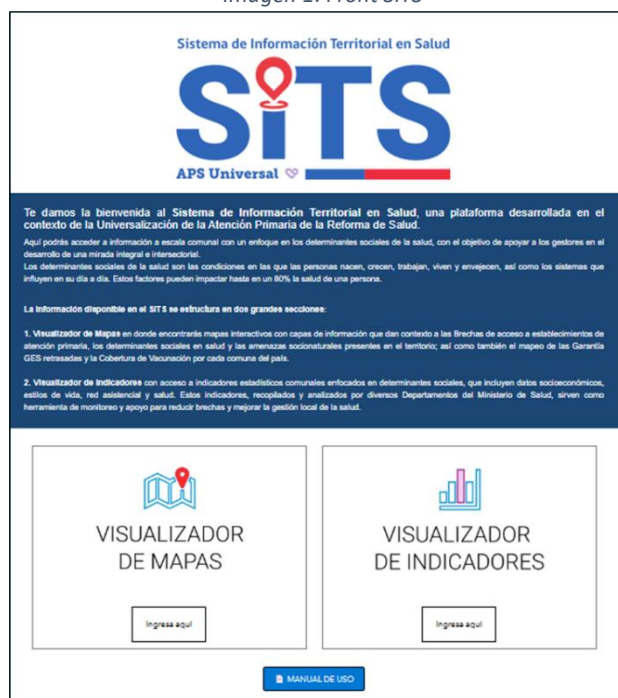 Imagen 1: Front SITS
Sistema de Información Territorial en Salud
SiTS
APS Universal
Te damos la bienvenida al Sistema de Información Territorial en Salud, una plataforma desarrollada en el
contexto de la Universalización de la Atención Primaria de la Reforma de Salud.
Aquí podrás acceder a información a escala comunal con un enfoque en los determinantes sociales de la salud, con el objetivo de apoyar a los gestores en el
desarrollo de una mirada integral e intersectorial.
Los determinantes sociales de la salud son las condiciones en las que las personas nacen, crecen, trabajan, viven y envejecen, así como los sistemas que
influyen en su día a día. Estos factores pueden impactar hasta en un 80% la salud de una persona.
La información disponible en el SITS se estructura en dos grandes secciones:
1. Visualizador de Mapas en donde encontrarás mapas interactivos con capas de información que dan contexto a las Brechas de acceso a establecimientos de
atención primaria, los determinantes sociales en salud y las amenazas socionaturales presentes en el territorio; así como también el mapeo de las Garantía
GES retrasadas y la Cobertura de Vacunación por cada comuna del país.
2. Visualizador de Indicadores con acceso a indicadores estadísticos comunales enfocados en determinantes sociales, que incluyen datos socioeconómicos,
estilos de vida, red asistencial y salud. Estos indicadores, recopilados y analizados por diversos Departamentos del Ministerio de Salud, sirven como
herramienta de monitoreo y apoyo para reducir brechas y mejorar la gestión local de la salud.
VISUALIZADOR
DE MAPAS
Ingresa aquí
VISUALIZADOR
DE INDICADORES
Ingresa aquí
MANUAL DE USO